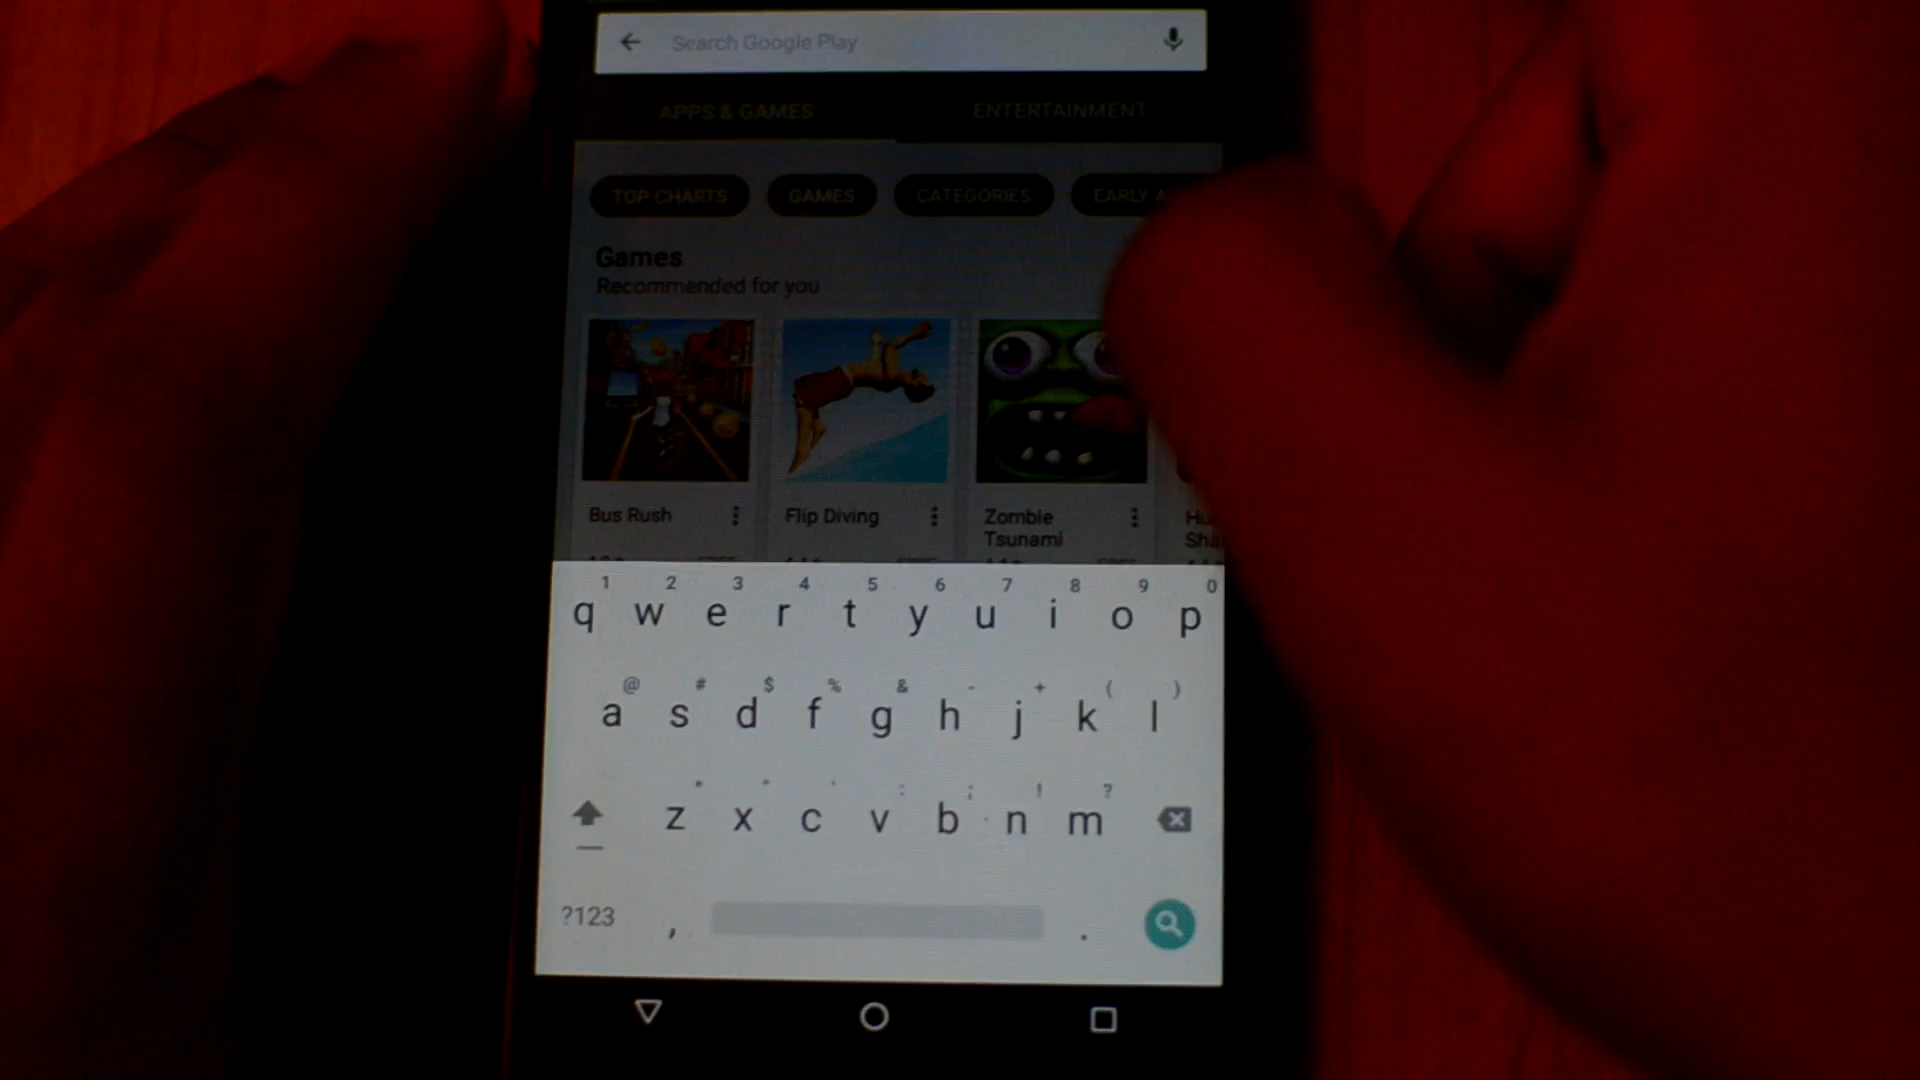 Search Google Play
APPS & GAMES
ENTERTAINMENT
TOP CHARTS
GAMES
CATEGORIES
EARLY
Games
Recommended for you
Bus Rush
Flip Diving
Zombie
Tsunami
1 2 3 4 5 6 7 8 9 0
q w e r t y u i o p
@ # $ % & - + ( )
a s d f g h j k l
* " ' : ; ! ?
z x c v b n m
?123 , .